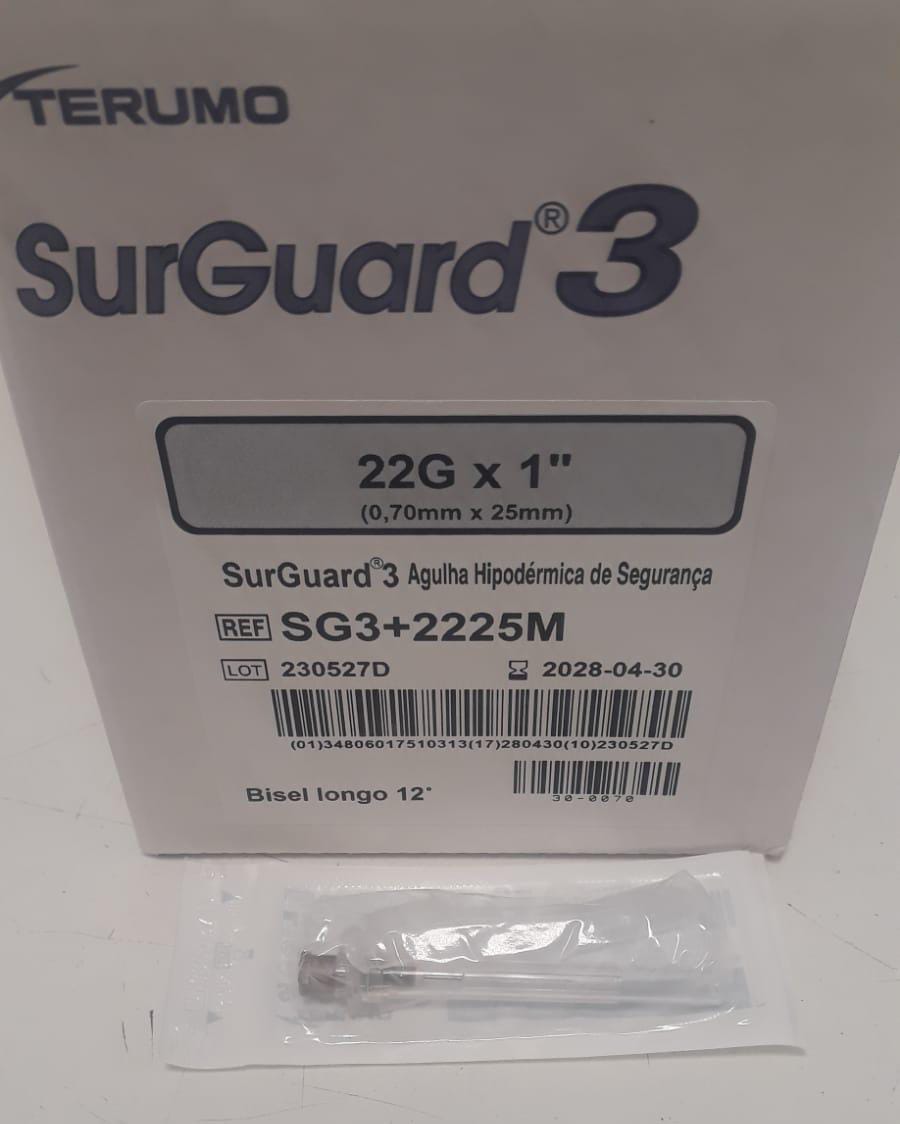 TERUMO
SurGuard®3
22G x 1"
(0,70mm x 25mm)
SurGuard®3 Agulha Hipodérmica de Segurança
REF SG3+2225M
LOT 230527D 2028-04-30
(01)34806017510313(17)280430(10)230527D
Bisel longo 12°
30-0070